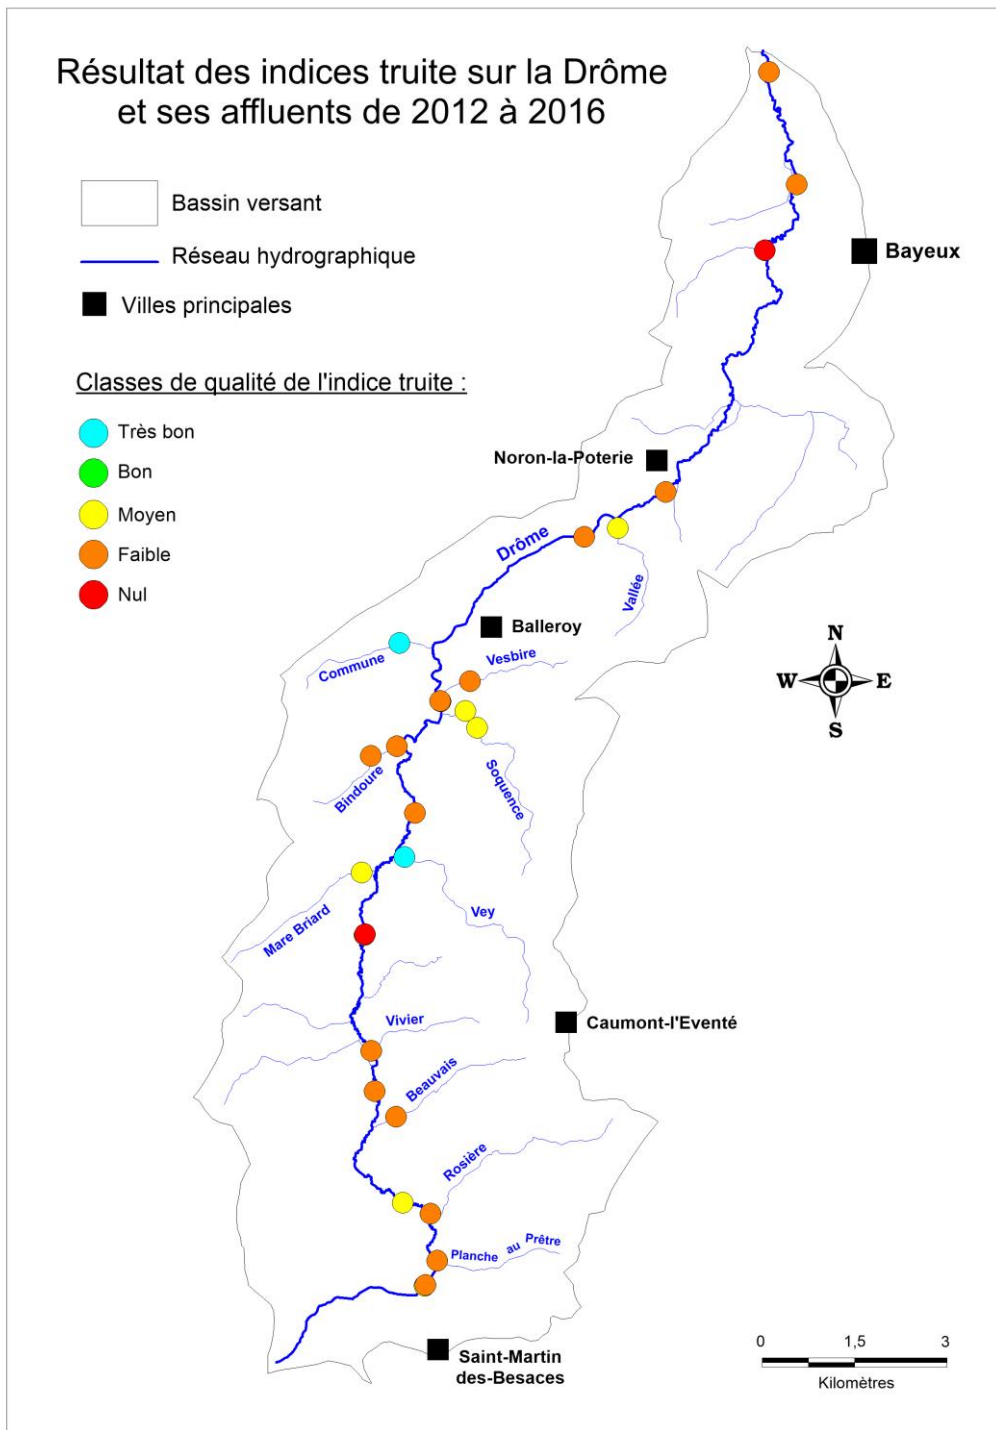 Résultat des indices truite sur la Drôme
et ses affluents de 2012 à 2016
Bassin versant
Réseau hydrographique
Villes principales
Classes de qualité de l'indice truite :
Très bon
Bon
Moyen
Faible
Nul
Bayeux
Noron-la-Poterie
Drôme
Vallée
Balleroy
Commune
Vesbire
N
W
E
S
Bindoure
Soquence
Mare Briard
Vey
Vivier
Caumont-l'Eventé
Beauvais
Rosière
Planche au Prêtre
Saint-Martin
des-Besaces
0 1,5 3
Kilomètres